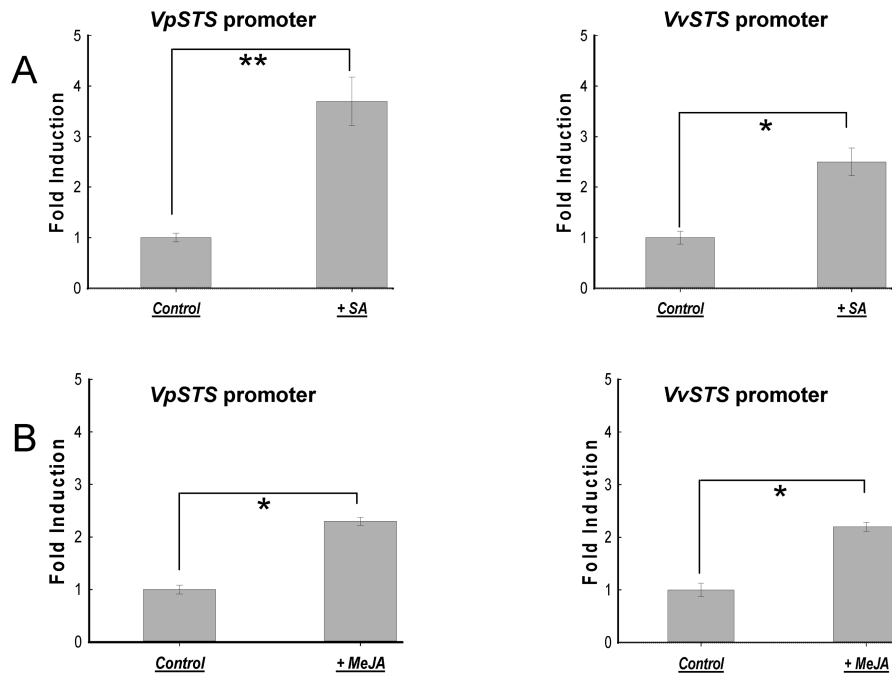 A
VpSTS promoter
Fold Induction
5
4
3
2
1
0
**
Control
+ SA
VvSTS promoter
Fold Induction
5
4
3
2
1
0
*
Control
+ SA
B
VpSTS promoter
Fold Induction
5
4
3
2
1
0
*
Control
+ MeJA
VvSTS promoter
Fold Induction
5
4
3
2
1
0
*
Control
+ MeJA